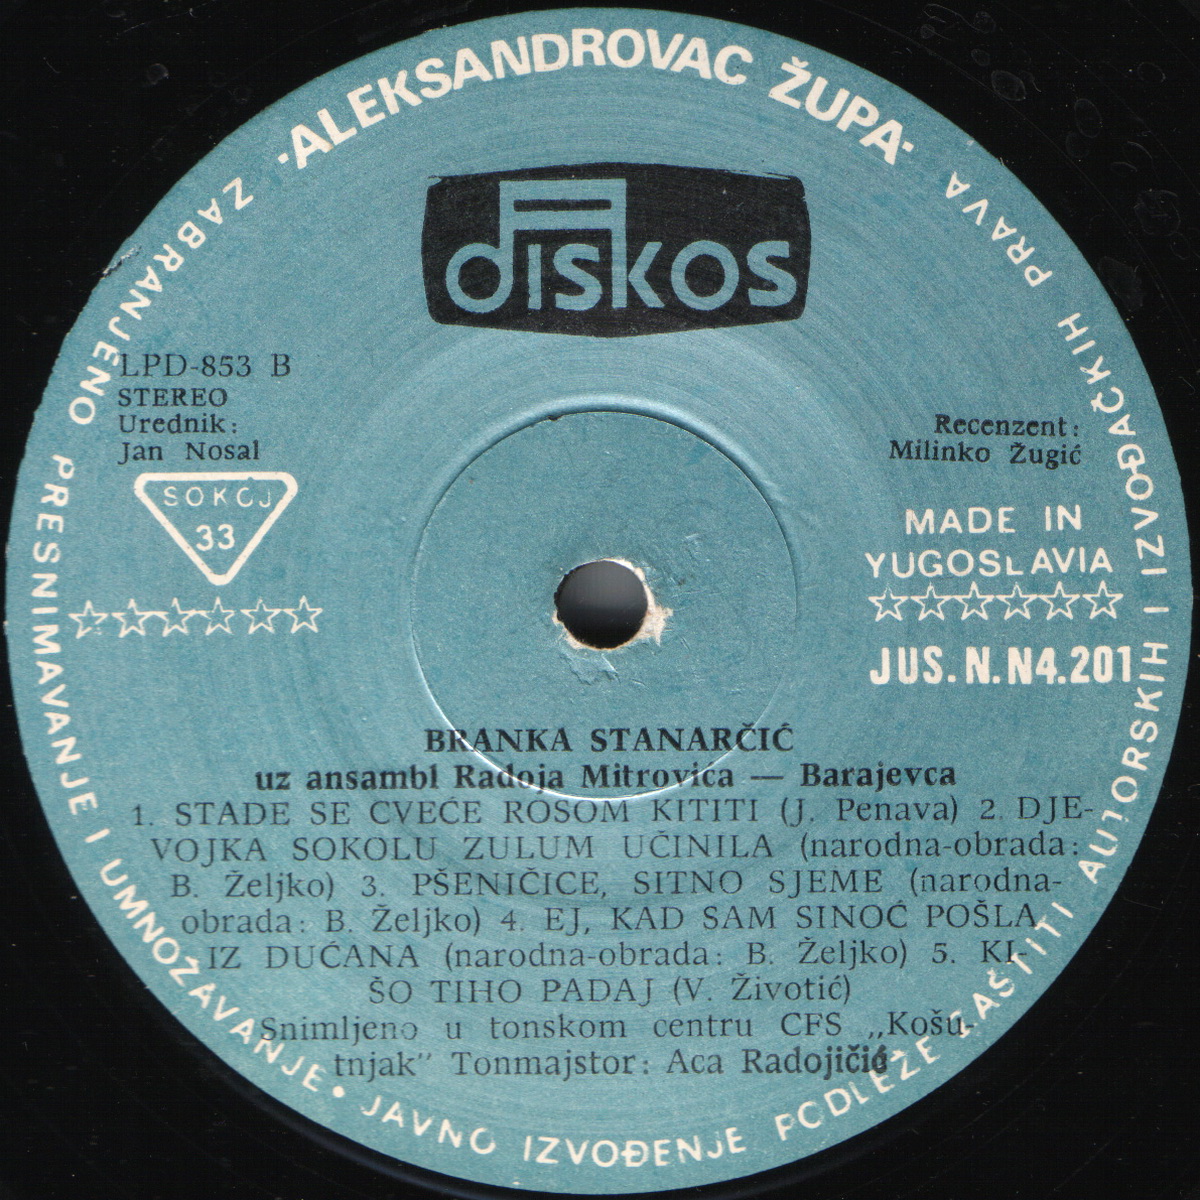 ·ALEKSANDROVAC ŽUPA·
ZABRANJENO PRESNIMAVANJE I UMNOŽAVANJE • JAVNO IZVOĐENJE PODLEŽE ZAŠTITI AUTORSKIH I IZVOĐAČKIH PRAVA
diskos
LPD-853 B
STEREO
Urednik:
Jan Nosal
SOKOJ
33
Recenzent:
Milinko Žugić
MADE IN
YUGOSLAVIA
JUS. N. N4.201
BRANKA STANARČIĆ
uz ansambl Radoja Mitrovića — Barajevca
1. STADE SE CVEĆE ROSOM KITITI (J. Penava) 2. DJE-
VOJKA SOKOLU ZULUM UČINILA (narodna-obrada:
B. Željko) 3. PŠENIČICE, SITNO SJEME (narodna-
obrada: B. Željko) 4. EJ, KAD SAM SINOĆ POŠLA
IZ DUĆANA (narodna-obrada: B. Željko) 5. KI-
ŠO TIHO PADAJ (V. Životić)
Snimljeno u tonskom centru CFS „Košu-
tnjak" Tonmajstor: Aca Radojičić